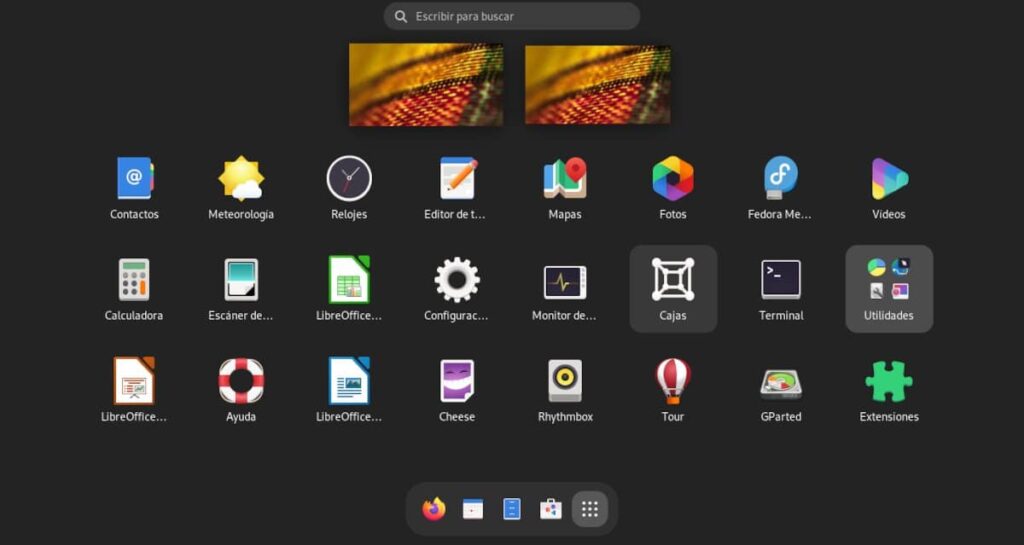 Escribir para buscar
Contactos
Meteorología
Relojes
Editor de t...
Mapas
Fotos
Fedora Me...
Vídeos
Calculadora
Escáner de...
LibreOffice...
Configurac...
Monitor de...
Cajas
Terminal
Utilidades
LibreOffice...
Ayuda
LibreOffice...
Cheese
Rhythmbox
Tour
GParted
Extensiones